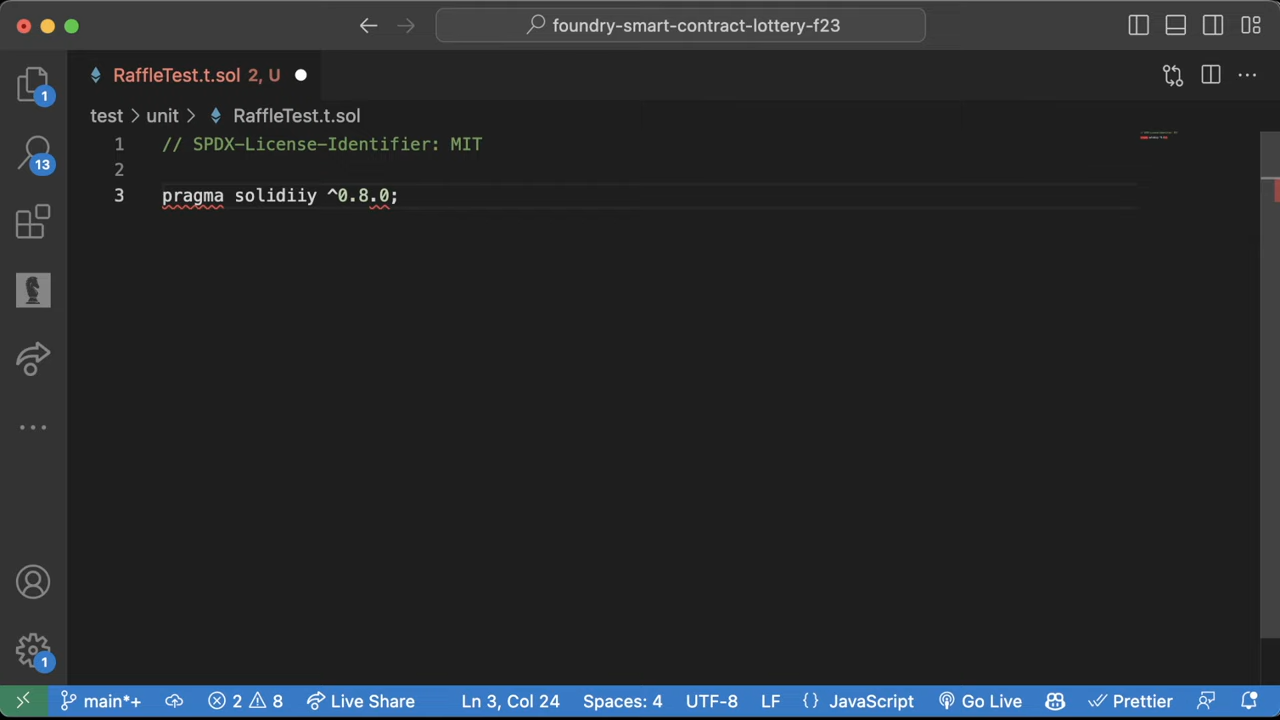 foundry-smart-contract-lottery-f23
RaffleTest.t.sol 2, U
test > unit > RaffleTest.t.sol
1 // SPDX-License-Identifier: MIT
2
3 pragma solidiiy ^0.8.0;
1
13
1
main*+ 2 8 Live Share Ln 3, Col 24 Spaces: 4 UTF-8 LF {} JavaScript Go Live Prettier